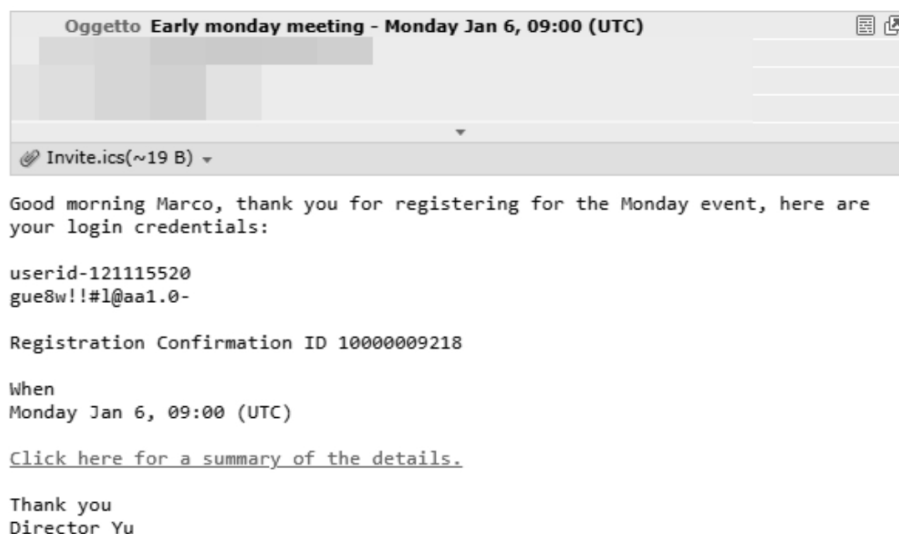 Oggetto Early monday meeting - Monday Jan 6, 09:00 (UTC)
Invite.ics(~19 B)
Good morning Marco, thank you for registering for the Monday event, here are
your login credentials:
userid-121115520
gue8w!!#l@aa1.0-
Registration Confirmation ID 10000009218
When
Monday Jan 6, 09:00 (UTC)
Click here for a summary of the details.
Thank you
Director Yu